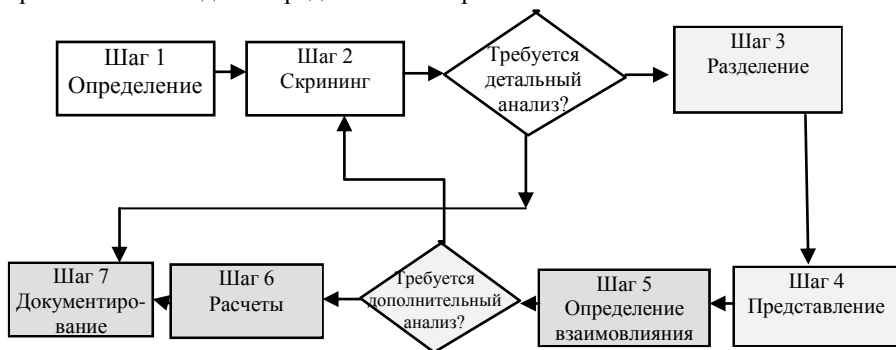 Шаг 1
Определение
Шаг 2
Скрининг
Требуется
детальный
анализ?
Шаг 3
Разделение
Шаг 7
Документиро-
вание
Шаг 6
Расчеты
Требуется
дополнительный
анализ?
Шаг 5
Определение
взаимовлияния
Шаг 4
Представление